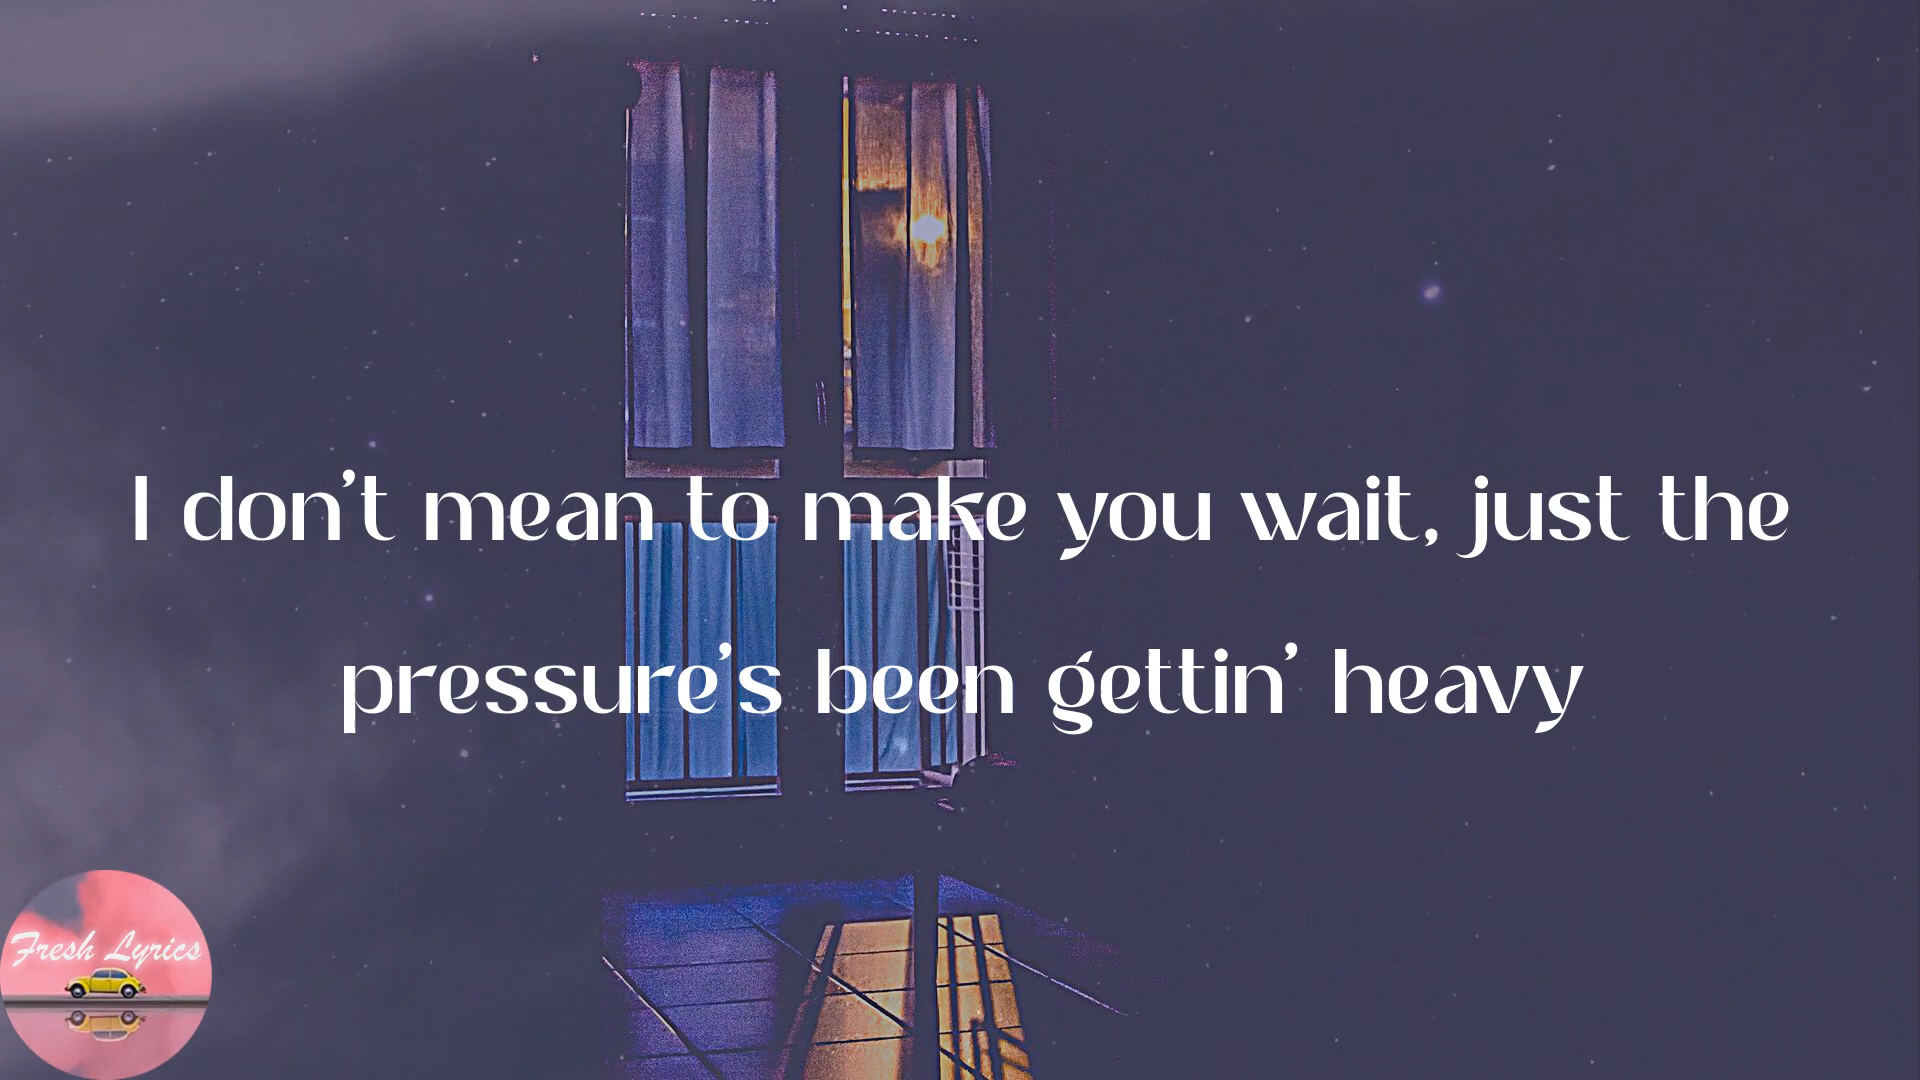 I don't mean to make you wait, just the
pressure's been gettin' heavy
Fresh Lyrics